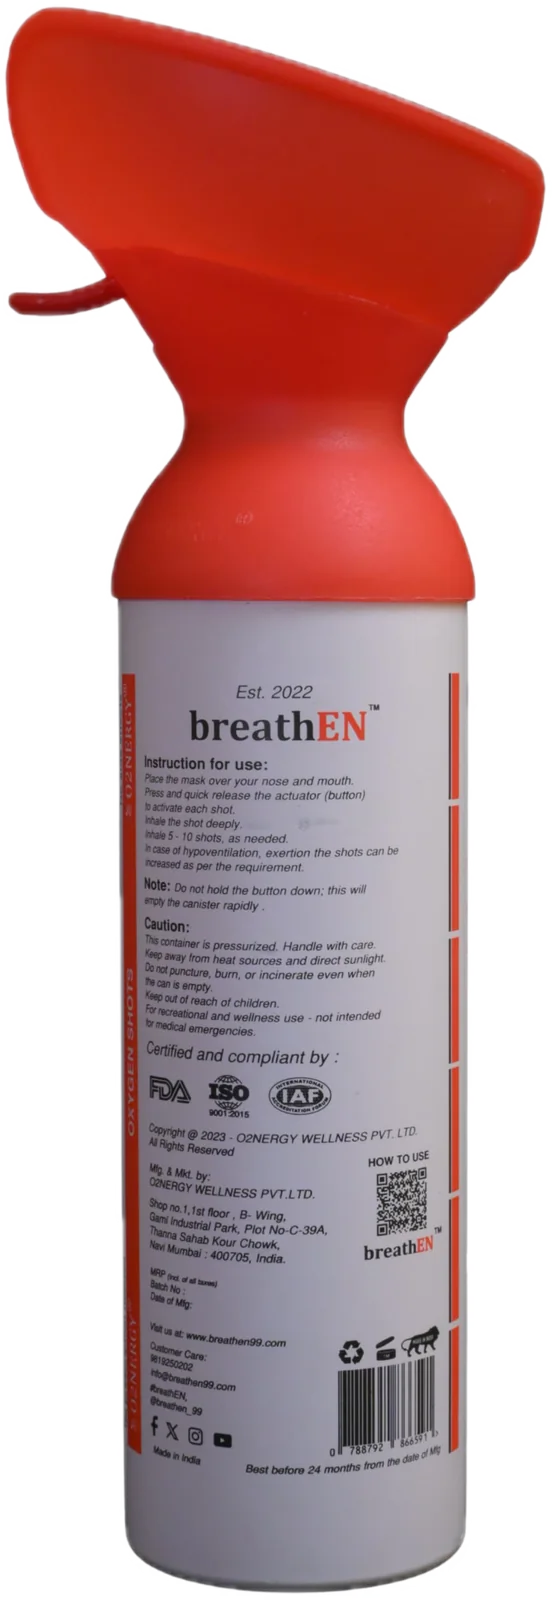 Est. 2022
breathEN™
Instruction for use:
Place the mask over your nose and mouth.
Press and quick release the actuator (button)
to activate each shot.
Inhale the shot deeply.
Inhale 5 - 10 shots, as needed.
In case of hypoventilation, exertion the shots can be
increased as per the requirement.
Note: Do not hold the button down; this will
empty the canister rapidly .
Caution:
This container is pressurized. Handle with care.
Keep away from heat sources and direct sunlight.
Do not puncture, burn, or incinerate even when
the can is empty.
Keep out of reach of children.
For recreational and wellness use - not intended
for medical emergencies.
Certified and compliant by :
FDA
ISO
9001:2015
INTERNATIONAL
IAF
ACCREDITATION FORUM
Copyright @ 2023 - O2NERGY WELLNESS PVT. LTD.
All Rights Reserved
Mfg. & Mkt. by:
O2NERGY WELLNESS PVT.LTD.
Shop no.1,1st floor , B- Wing,
Gami Industrial Park, Plot No-C-39A,
Thanna Sahab Kour Chowk,
Navi Mumbai : 400705, India.
HOW TO USE
breathEN™
MRP (incl. of all taxes)
Batch No :
Date of Mfg:
Visit us at: www.breathen99.com
Customer Care:
9619250202
info@breathen99.com
#breathEN,
@breathen_99
Made in India
0 788792 866591 >
Best before 24 months from the date of Mfg
O2NERGY
OXYGEN SHOTS
O2NERGY